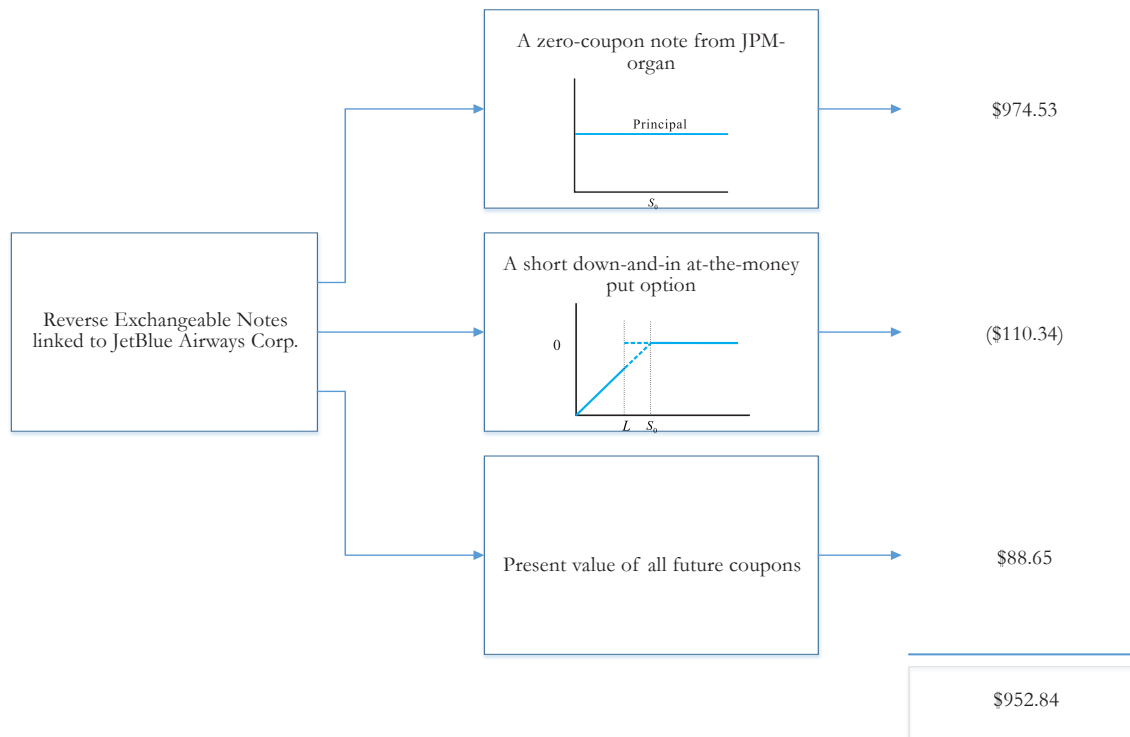 A zero-coupon note from JPM-
organ
Principal
S₀
$974.53
Reverse Exchangeable Notes
linked to JetBlue Airways Corp.
A short down-and-in at-the-money
put option
0
L S₀
($110.34)
Present value of all future coupons
$88.65
$952.84